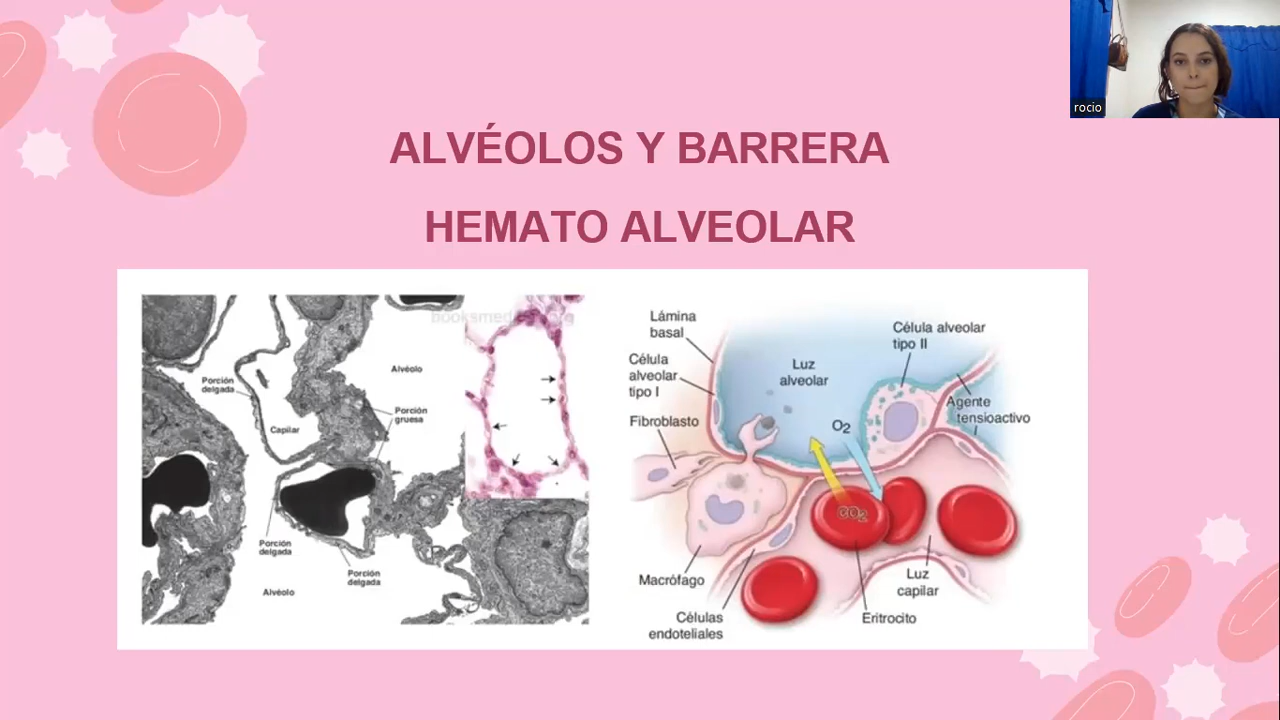 rocio
ALVÉOLOS Y BARRERA
HEMATO ALVEOLAR
Porción
delgada
Alvéolo
Porción
gruesa
Capilar
Porción
delgada
Porción
delgada
Alvéolo
Lámina
basal
Célula
alveolar
tipo I
Fibroblasto
Luz
alveolar
O2
Célula alveolar
tipo II
Agente
tensioactivo
CO2
Macrófago
Células
endoteliales
Luz
capilar
Eritrocito